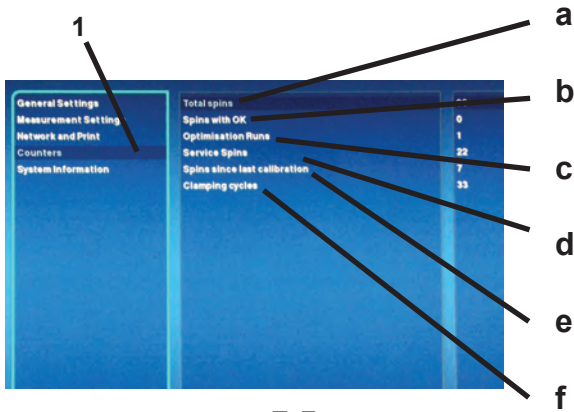 1
a
b
c
d
e
f
General Settings
Measurement Setting
Network and Print
Counters
System Information
Total spins
Spins with OK 0
Optimisation Runs 1
Service Spins 22
Spins since last calibration 7
Clamping cycles 33